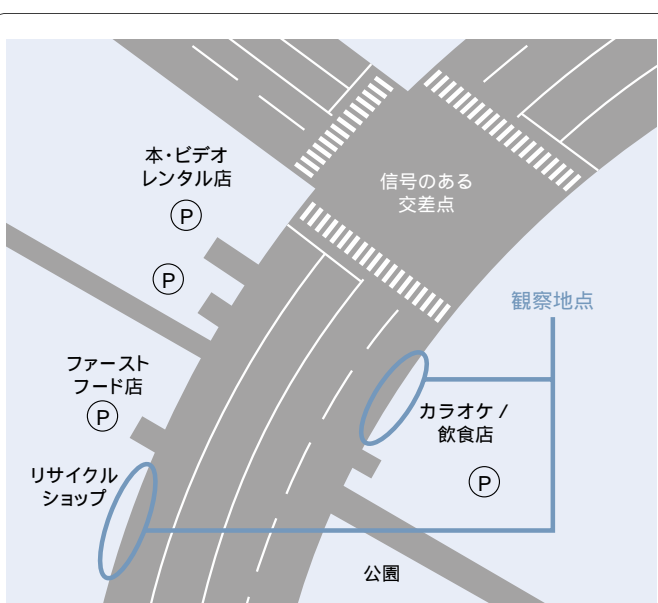 本・ビデオ
レンタル店
P
P
信号のある
交差点
観察地点
ファースト
フード店
P
カラオケ /
飲食店
P
リサイクル
ショップ
公園